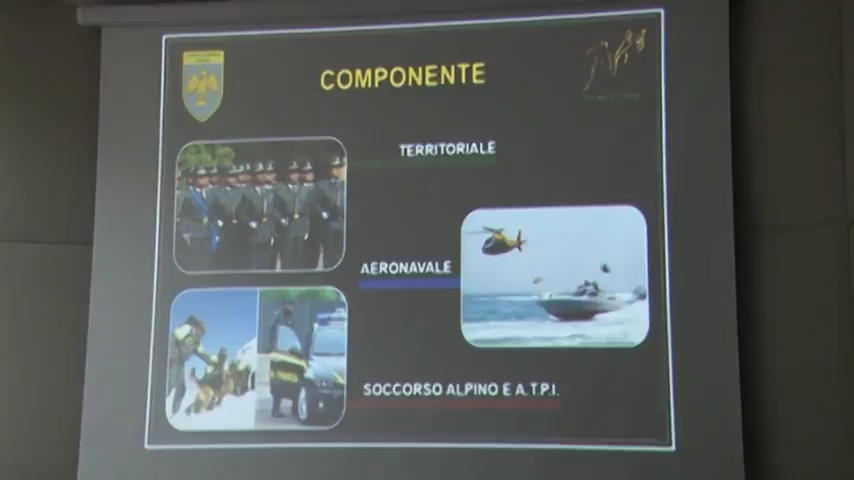 COMPONENTE
TERRITORIALE
AERONAVALE
SOCCORSO ALPINO E A.T.P.I.